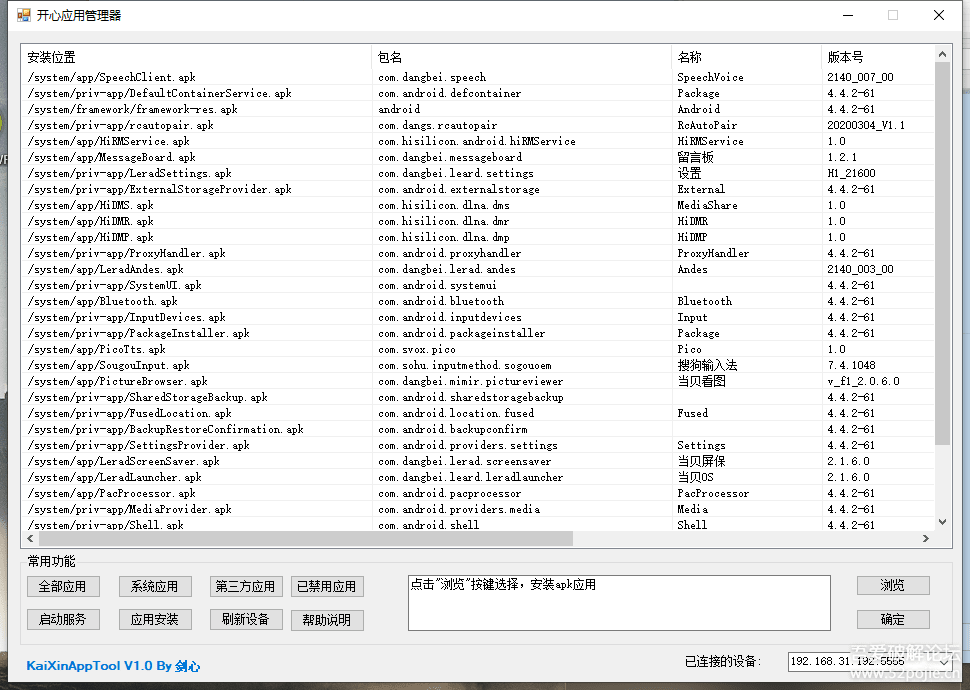 开心应用管理器
安装位置 包名 名称 版本号
/system/app/SpeechClient.apk com.dangbei.speech SpeechVoice 2140_007_00
/system/priv-app/DefaultContainerService.apk com.android.defcontainer Package 4.4.2-61
/system/framework/framework-res.apk android Android 4.4.2-61
/system/priv-app/rcautopair.apk com.dangs.rcautopair RcAutoPair 20200304_V1.1
/system/app/HiRMService.apk com.hisilicon.android.hiRMService HiRMService 1.0
/system/app/MessageBoard.apk com.dangbei.messageboard 留言板 1.2.1
/system/priv-app/LeradSettings.apk com.dangbei.leard.settings 设置 H1_21600
/system/priv-app/ExternalStorageProvider.apk com.android.externalstorage External 4.4.2-61
/system/app/HiDMS.apk com.hisilicon.dlna.dms MediaShare 1.0
/system/app/HiDMR.apk com.hisilicon.dlna.dmr HiDMR 1.0
/system/app/HiDMP.apk com.hisilicon.dlna.dmp HiDMP 1.0
/system/priv-app/ProxyHandler.apk com.android.proxyhandler ProxyHandler 4.4.2-61
/system/app/LeradAndes.apk com.dangbei.lerad.andes Andes 2140_003_00
/system/priv-app/SystemUI.apk com.android.systemui 4.4.2-61
/system/app/Bluetooth.apk com.android.bluetooth Bluetooth 4.4.2-61
/system/priv-app/InputDevices.apk com.android.inputdevices Input 4.4.2-61
/system/priv-app/PackageInstaller.apk com.android.packageinstaller Package 4.4.2-61
/system/app/PicoTts.apk com.svox.pico Pico 1.0
/system/app/SougouInput.apk com.sohu.inputmethod.sogouoem 搜狗输入法 7.4.1048
/system/app/PictureBrowser.apk com.dangbei.mimir.pictureviewer 当贝看图 v_f1_2.0.6.0
/system/priv-app/SharedStorageBackup.apk com.android.sharedstoragebackup 4.4.2-61
/system/priv-app/FusedLocation.apk com.android.location.fused Fused 4.4.2-61
/system/priv-app/BackupRestoreConfirmation.apk com.android.backupconfirm 4.4.2-61
/system/priv-app/SettingsProvider.apk com.android.providers.settings Settings 4.4.2-61
/system/app/LeradScreenSaver.apk com.dangbei.lerad.screensaver 当贝屏保 2.1.6.0
/system/app/LeradLauncher.apk com.dangbei.leard.leradlauncher 当贝OS 2.1.6.0
/system/app/PacProcessor.apk com.android.pacprocessor PacProcessor 4.4.2-61
/system/priv-app/MediaProvider.apk com.android.providers.media Media 4.4.2-61
/system/priv-app/Shell.apk com.android.shell Shell 4.4.2-61
常用功能
全部应用 系统应用 第三方应用 已禁用应用 点击"浏览"按键选择，安装apk应用 浏览
启动服务 应用安装 刷新设备 帮助说明 确定
KaiXinAppTool V1.0 By 剑心 已连接的设备: 192.168.31.192:5555
吾爱破解论坛
www.52pojie.cn